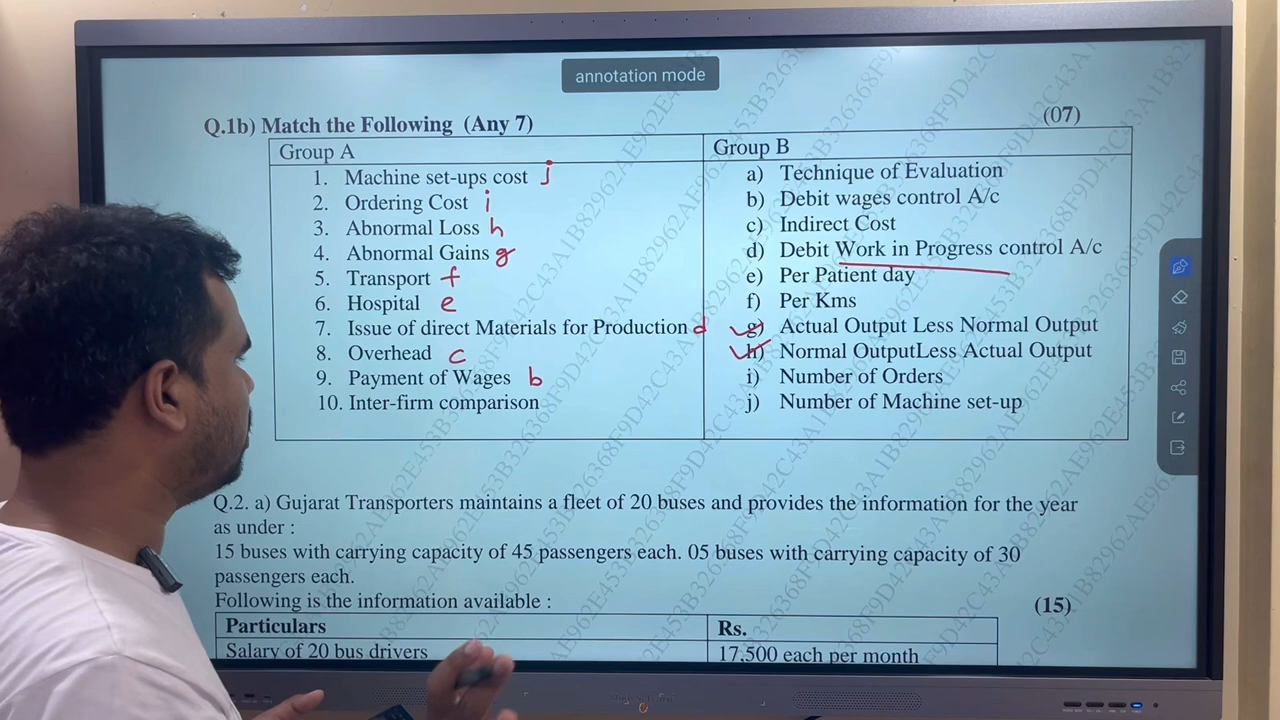 annotation mode
Q.1b) Match the Following (Any 7) (07)
Group A
1. Machine set-ups cost j
2. Ordering Cost i
3. Abnormal Loss h
4. Abnormal Gains g
5. Transport f
6. Hospital e
7. Issue of direct Materials for Production d
8. Overhead c
9. Payment of Wages b
10. Inter-firm comparison
Group B
a) Technique of Evaluation
b) Debit wages control A/c
c) Indirect Cost
d) Debit Work in Progress control A/c
e) Per Patient day
f) Per Kms
g) Actual Output Less Normal Output
h) Normal OutputLess Actual Output
i) Number of Orders
j) Number of Machine set-up
Q.2. a) Gujarat Transporters maintains a fleet of 20 buses and provides the information for the year
as under :
15 buses with carrying capacity of 45 passengers each. 05 buses with carrying capacity of 30
passengers each.
Following is the information available : (15)
Particulars Rs.
Salary of 20 bus drivers 17,500 each per month